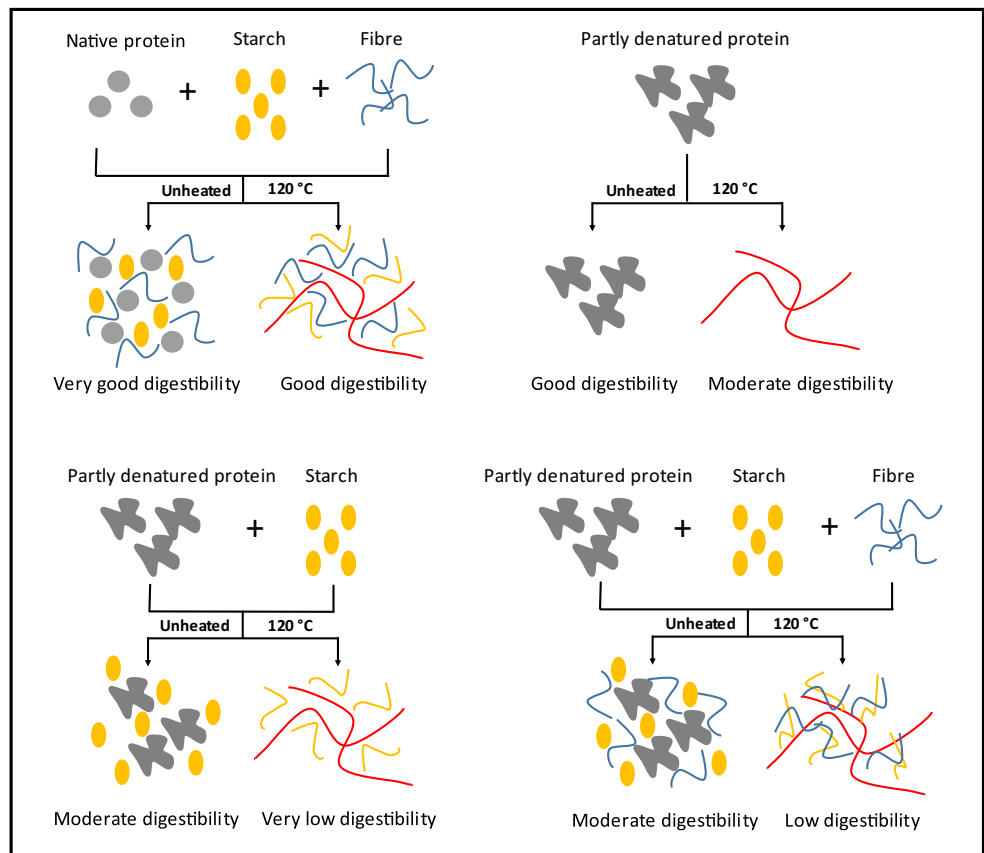 Native protein
Starch
Fibre
+
+
Unheated
120 °C
Very good digestibility
Good digestibility
Partly denatured protein
Unheated
120 °C
Good digestibility
Moderate digestibility
Partly denatured protein
Starch
+
Unheated
120 °C
Moderate digestibility
Very low digestibility
Partly denatured protein
Starch
Fibre
+
+
Unheated
120 °C
Moderate digestibility
Low digestibility